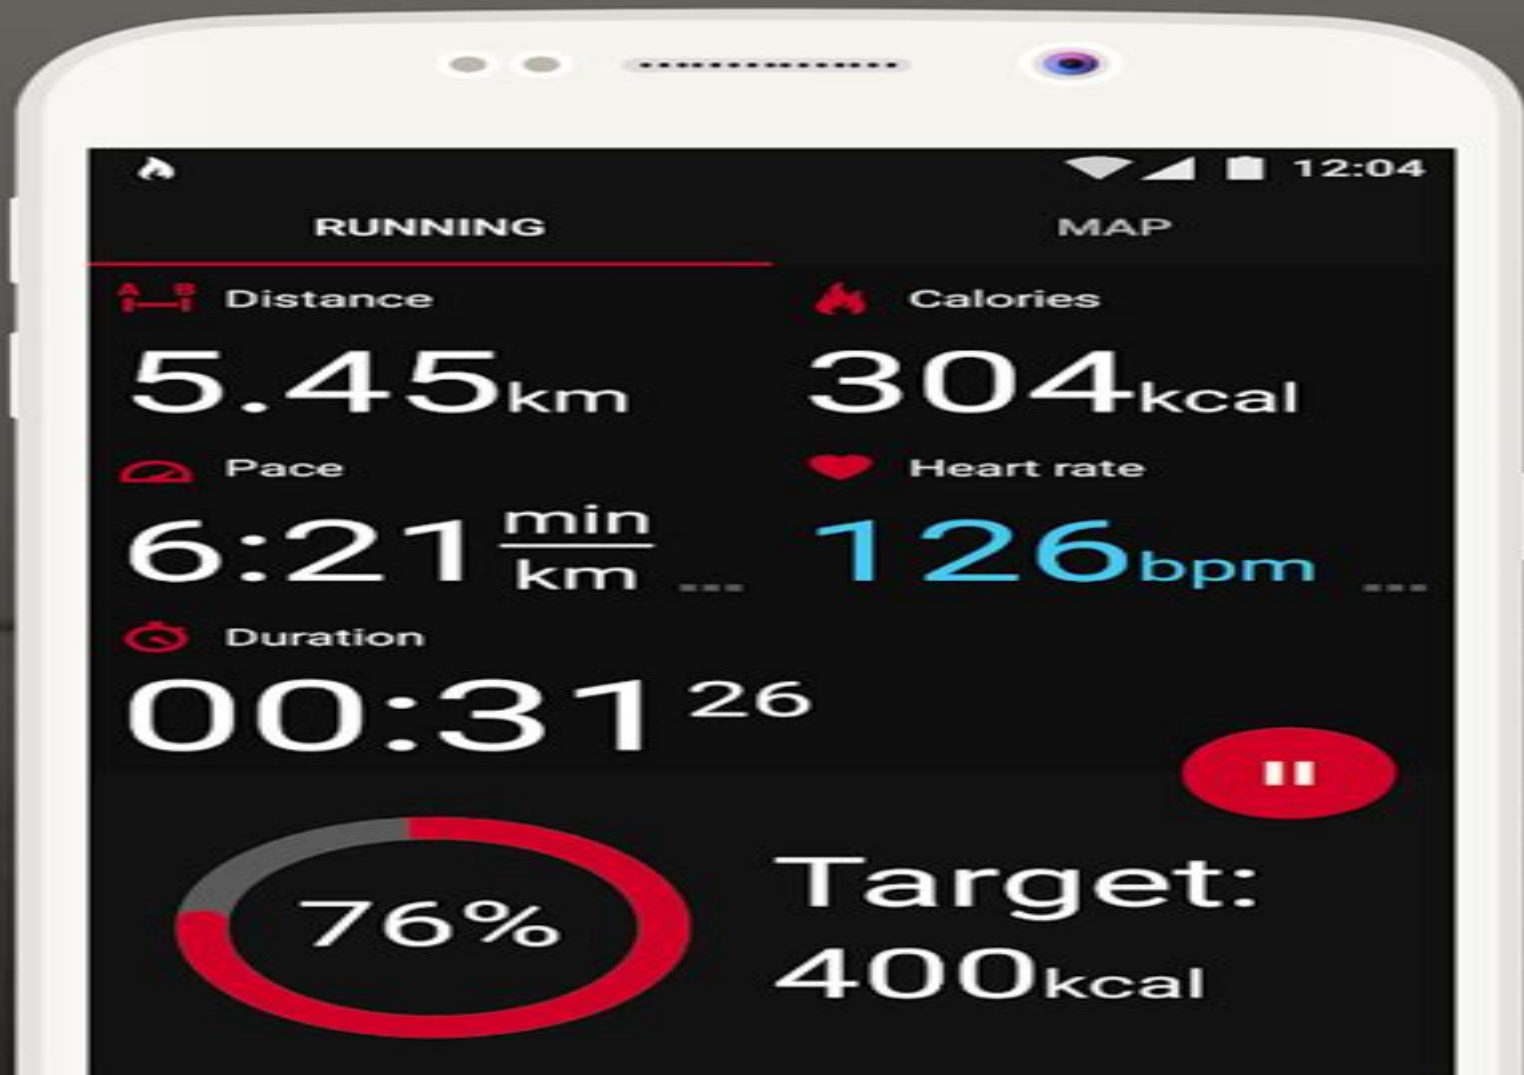 12:04
RUNNING MAP
A B Distance Calories
5.45km 304kcal
Pace Heart rate
6:21 min/km ... 126bpm ...
Duration
00:31 26
76%
Target:
400kcal